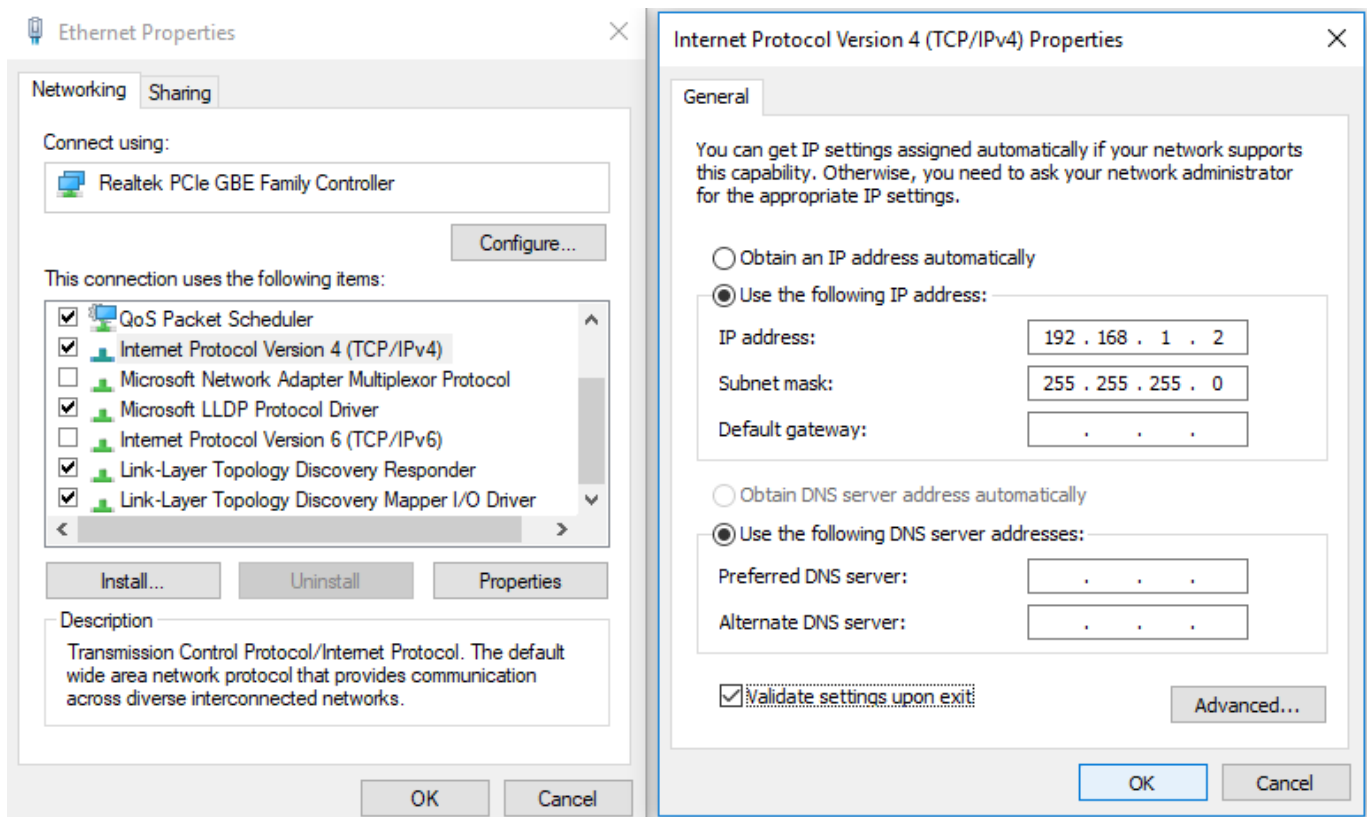 Ethernet Properties
Networking
Sharing
Connect using:
Realtek PCIe GBE Family Controller
Configure...
This connection uses the following items:
QoS Packet Scheduler
Internet Protocol Version 4 (TCP/IPv4)
Microsoft Network Adapter Multiplexor Protocol
Microsoft LLDP Protocol Driver
Internet Protocol Version 6 (TCP/IPv6)
Link-Layer Topology Discovery Responder
Link-Layer Topology Discovery Mapper I/O Driver
Install...
Uninstall
Properties
Description
Transmission Control Protocol/Internet Protocol. The default
wide area network protocol that provides communication
across diverse interconnected networks.
OK
Cancel
Internet Protocol Version 4 (TCP/IPv4) Properties
General
You can get IP settings assigned automatically if your network supports
this capability. Otherwise, you need to ask your network administrator
for the appropriate IP settings.
Obtain an IP address automatically
Use the following IP address:
IP address: 192 . 168 . 1 . 2
Subnet mask: 255 . 255 . 255 . 0
Default gateway: . . .
Obtain DNS server address automatically
Use the following DNS server addresses:
Preferred DNS server: . . .
Alternate DNS server: . . .
Validate settings upon exit
Advanced...
OK
Cancel